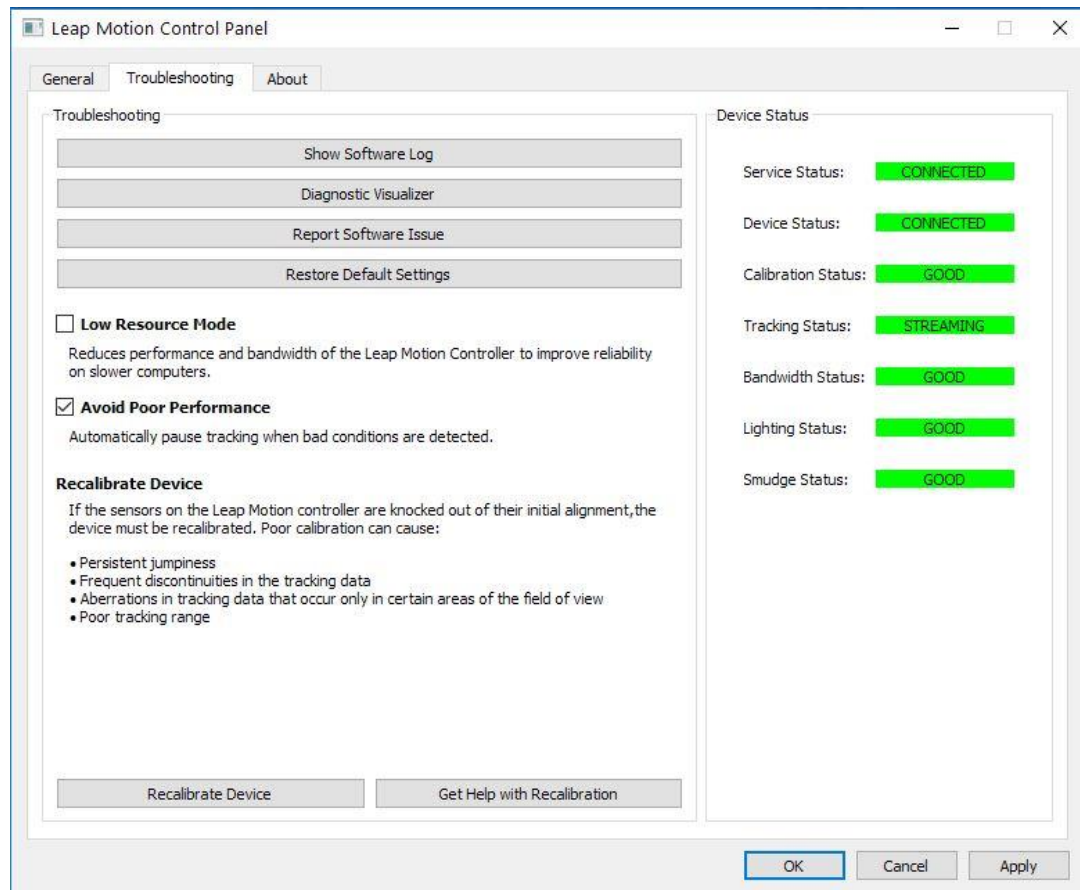 Leap Motion Control Panel
General Troubleshooting About
Troubleshooting
Show Software Log
Diagnostic Visualizer
Report Software Issue
Restore Default Settings
Low Resource Mode
Reduces performance and bandwidth of the Leap Motion Controller to improve reliability
on slower computers.
Avoid Poor Performance
Automatically pause tracking when bad conditions are detected.
Recalibrate Device
If the sensors on the Leap Motion controller are knocked out of their initial alignment,the
device must be recalibrated. Poor calibration can cause:
• Persistent jumpiness
• Frequent discontinuities in the tracking data
• Aberrations in tracking data that occur only in certain areas of the field of view
• Poor tracking range
Recalibrate Device Get Help with Recalibration
Device Status
Service Status: CONNECTED
Device Status: CONNECTED
Calibration Status: GOOD
Tracking Status: STREAMING
Bandwidth Status: GOOD
Lighting Status: GOOD
Smudge Status: GOOD
OK Cancel Apply